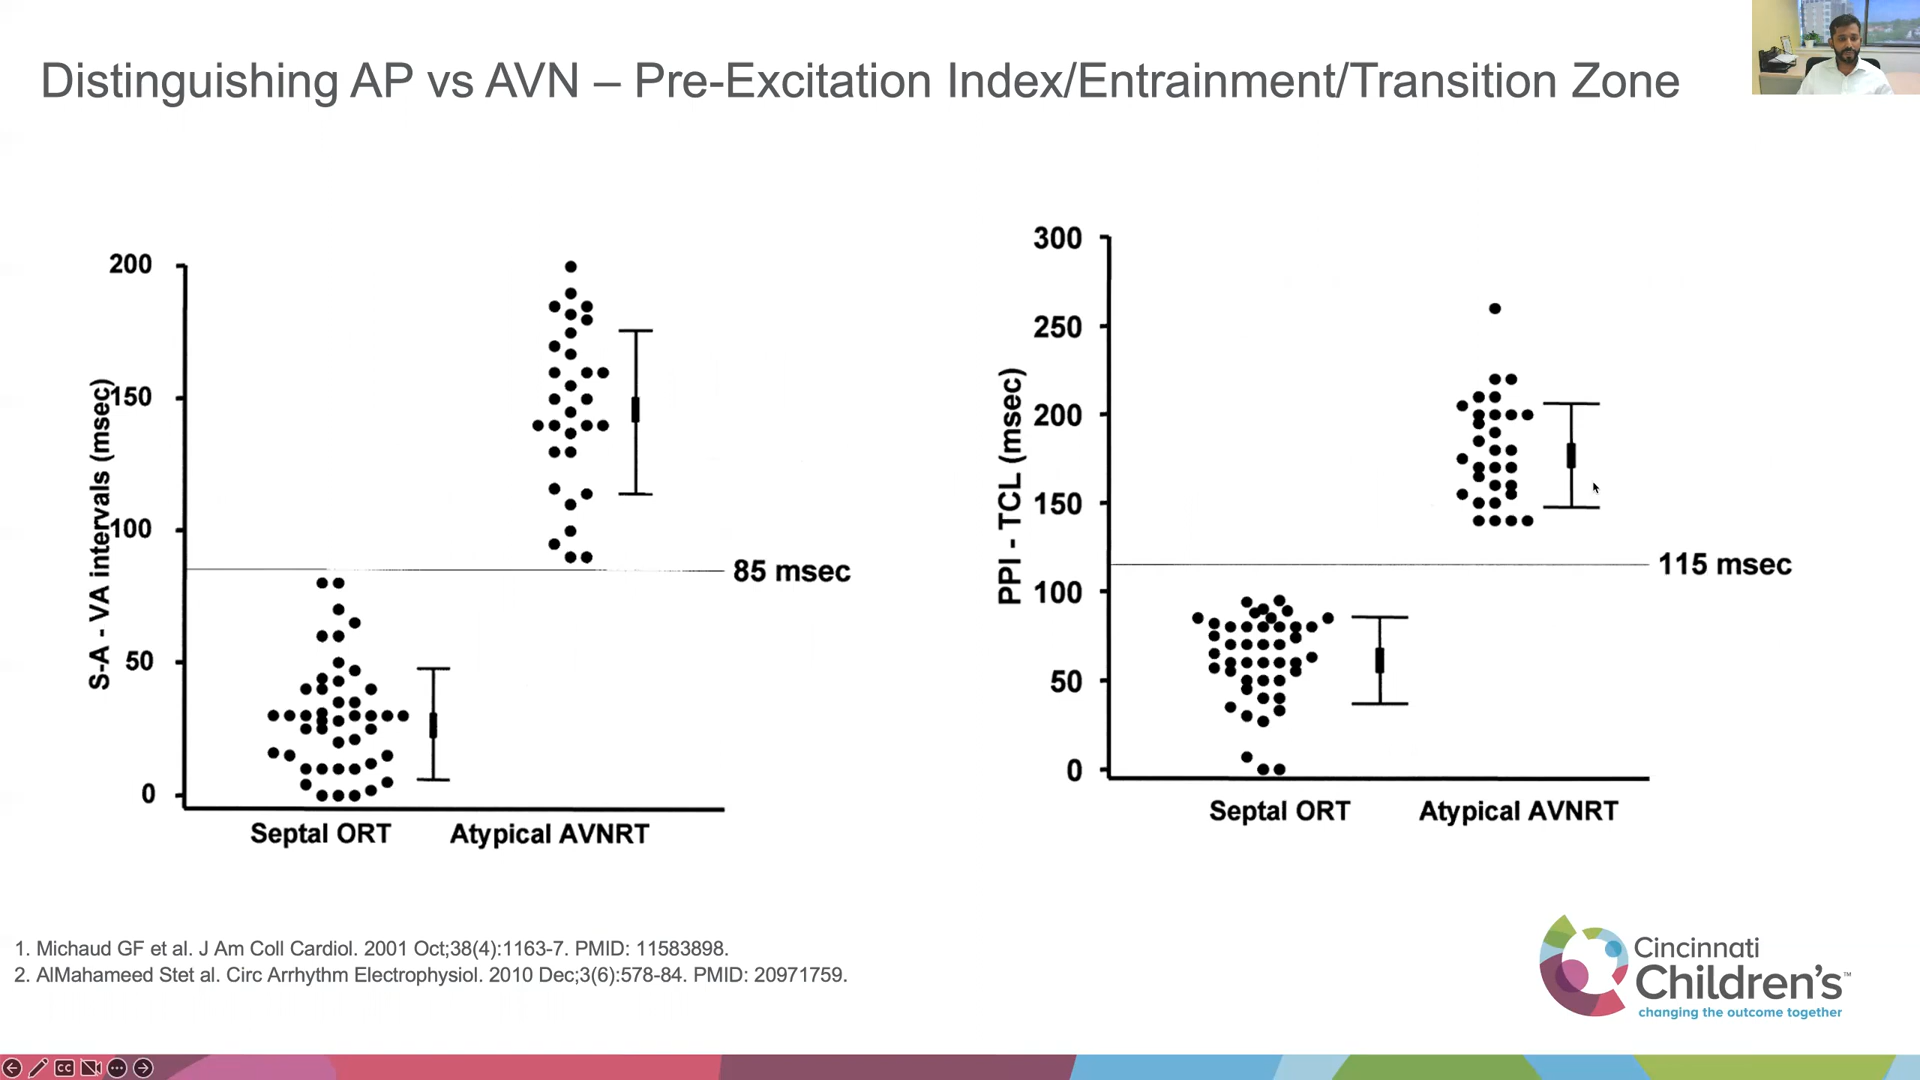 Distinguishing AP vs AVN – Pre-Excitation Index/Entrainment/Transition Zone
S-A - VA intervals (msec)
200
150
100
50
0
85 msec
Septal ORT
Atypical AVNRT
PPI - TCL (msec)
300
250
200
150
100
50
0
115 msec
Septal ORT
Atypical AVNRT
1. Michaud GF et al. J Am Coll Cardiol. 2001 Oct;38(4):1163-7. PMID: 11583898.
2. AlMahameed Stet al. Circ Arrhythm Electrophysiol. 2010 Dec;3(6):578-84. PMID: 20971759.
Cincinnati
Children's™
changing the outcome together
CC